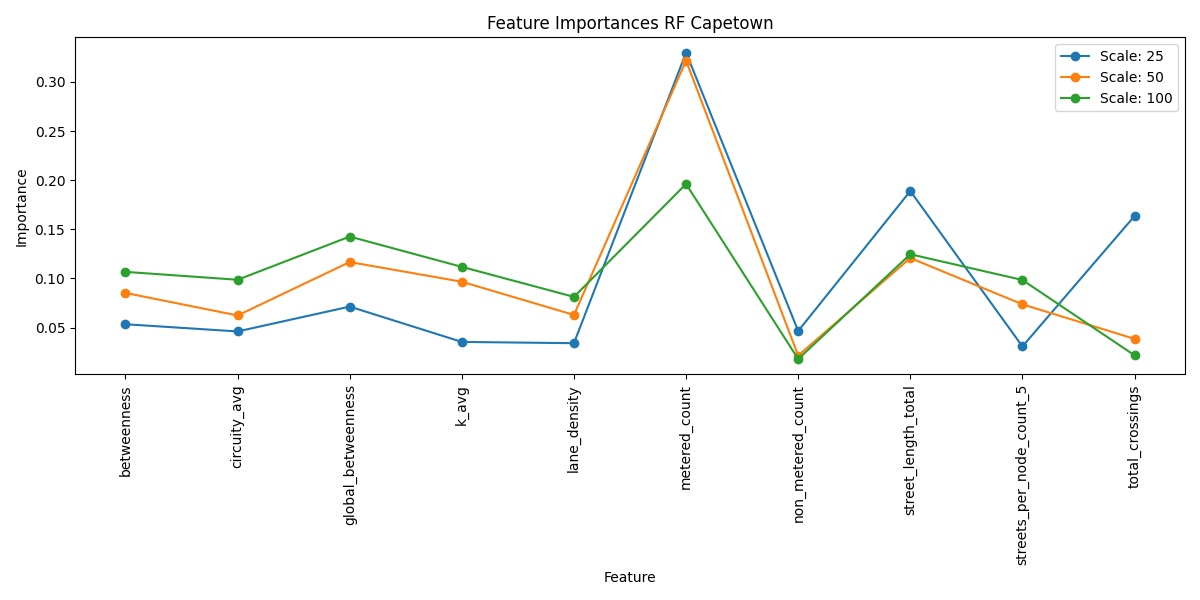 Feature Importances RF Capetown
Scale: 25
Scale: 50
Scale: 100
Importance
0.30
0.25
0.20
0.15
0.10
0.05
betweenness
circuity_avg
global_betweenness
k_avg
lane_density
metered_count
non_metered_count
street_length_total
streets_per_node_count_5
total_crossings
Feature